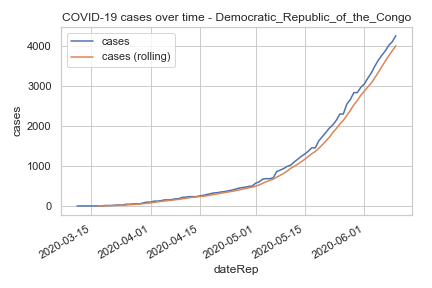 COVID-19 cases over time - Democratic_Republic_of_the_Congo
cases
cases (rolling)
4000
3000
2000
1000
0
cases
2020-03-15
2020-04-01
2020-04-15
2020-05-01
2020-05-15
2020-06-01
dateRep